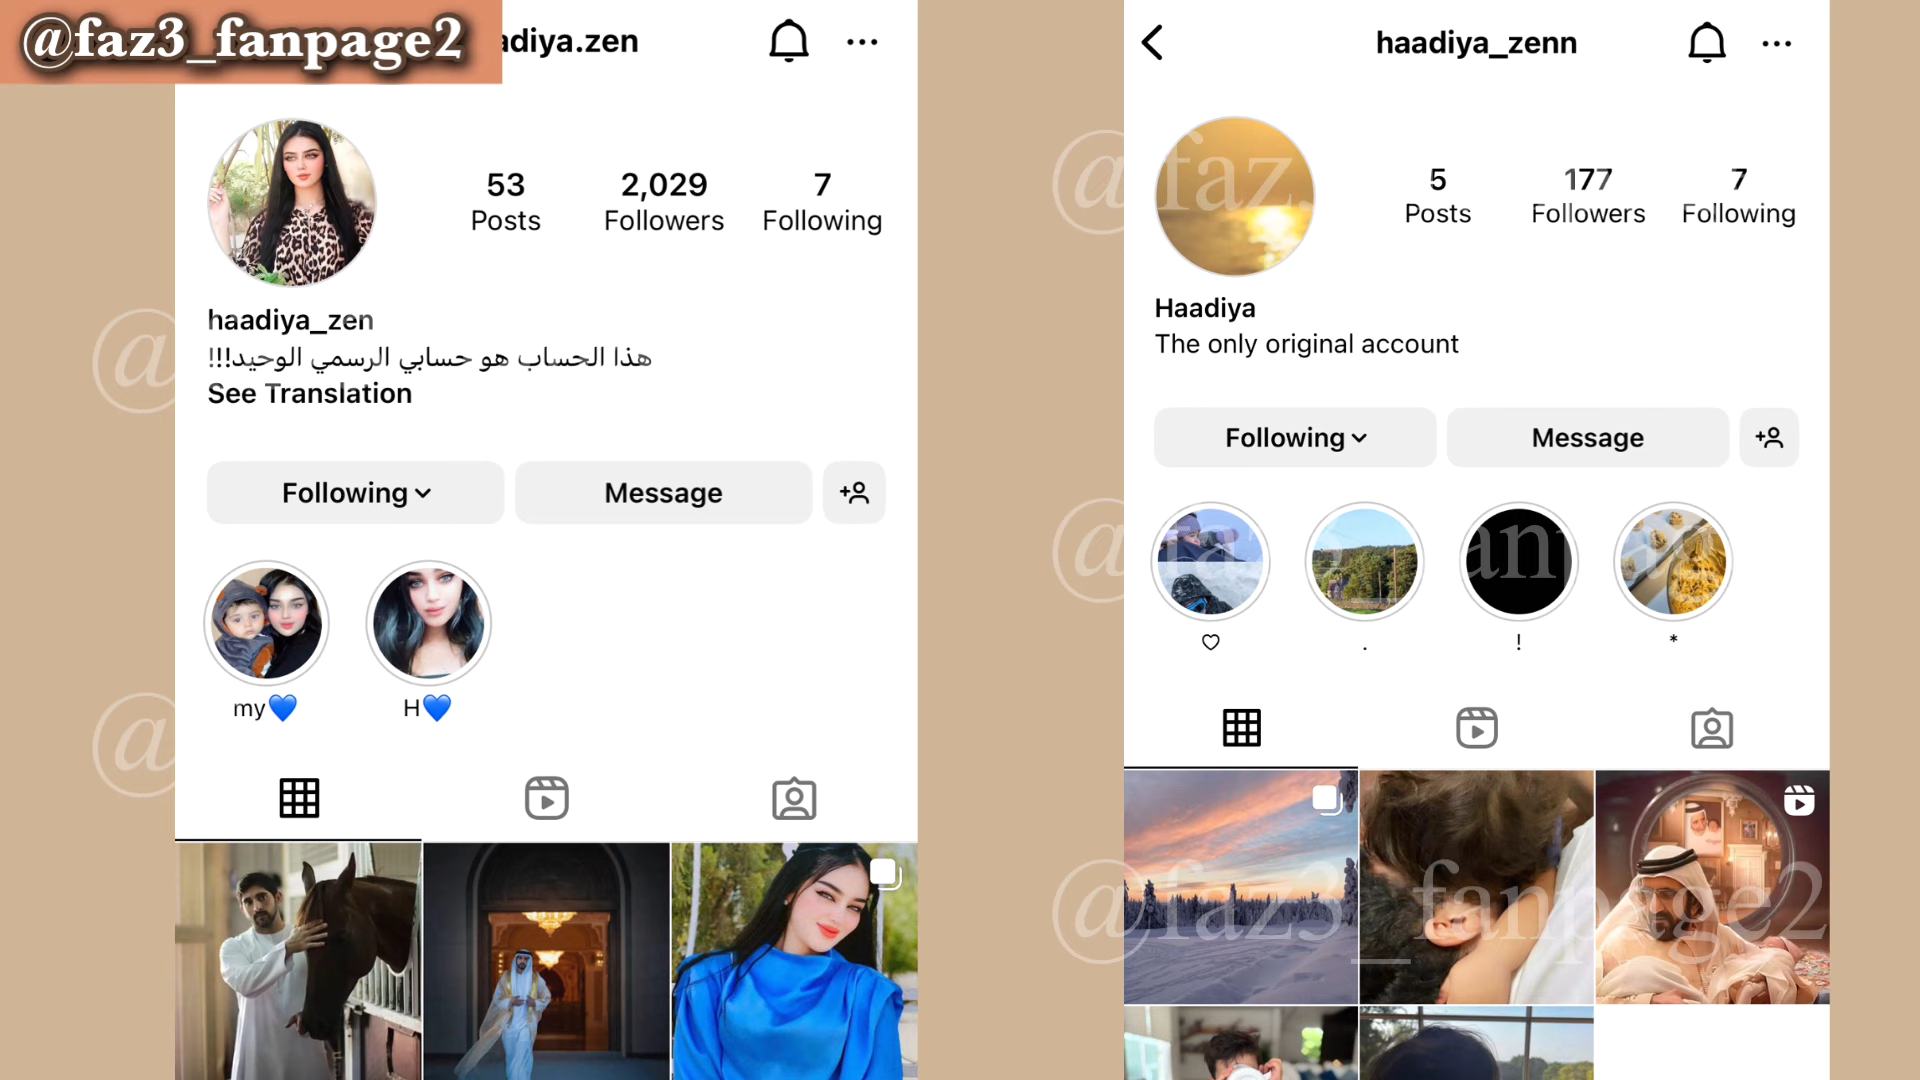 @faz3_fanpage2
adiya.zen
53
2,029
7
Posts
Followers
Following
haadiya_zen
هذا الحساب هو حسابي الرسمي الوحيد!!!
See Translation
Following
Message
my💙
H💙
haadiya_zenn
5
177
7
Posts
Followers
Following
Haadiya
The only original account
Following
Message
♡
.
!
*
@faz3_fanpage2